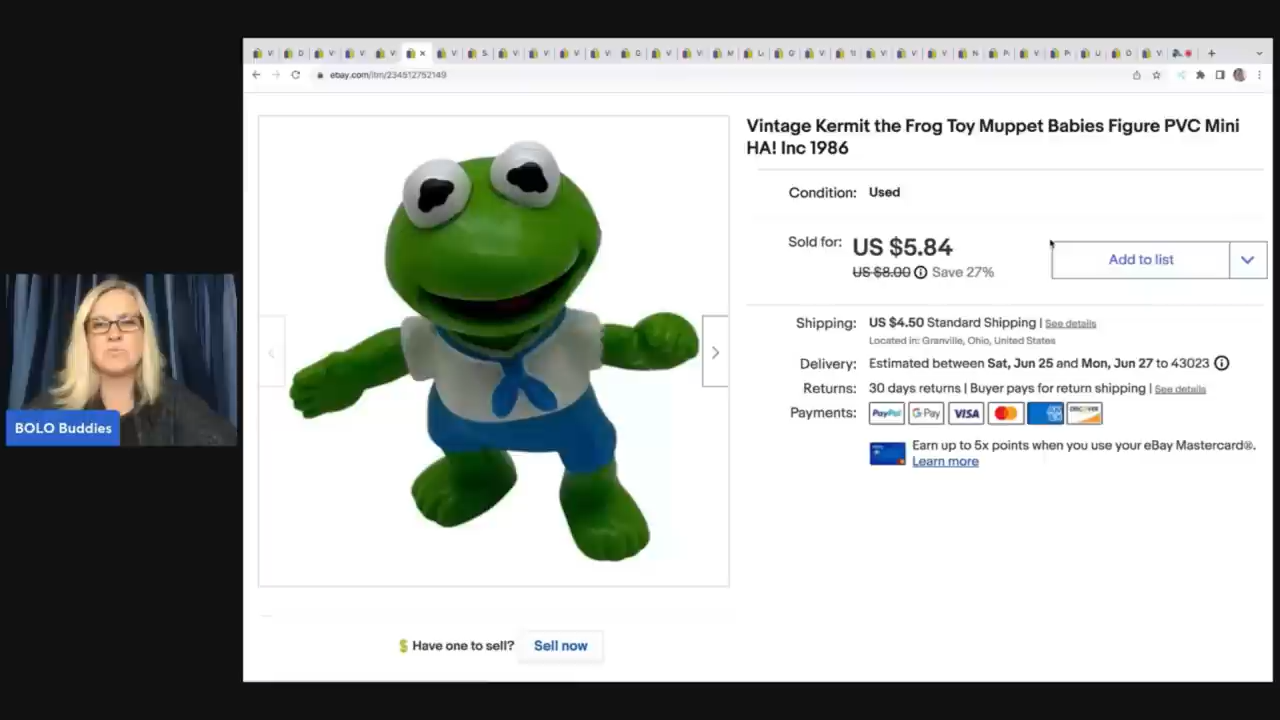 ebay.com/itm/234512752149
Vintage Kermit the Frog Toy Muppet Babies Figure PVC Mini
HA! Inc 1986
Condition: Used
Sold for: US $5.84
US $8.00 Save 27%
Add to list
Shipping: US $4.50 Standard Shipping | See details
Located in: Granville, Ohio, United States
Delivery: Estimated between Sat, Jun 25 and Mon, Jun 27 to 43023
Returns: 30 days returns | Buyer pays for return shipping | See details
Payments: PayPal G Pay VISA DISCOVER
Earn up to 5x points when you use your eBay Mastercard®.
Learn more
BOLO Buddies
Have one to sell? Sell now